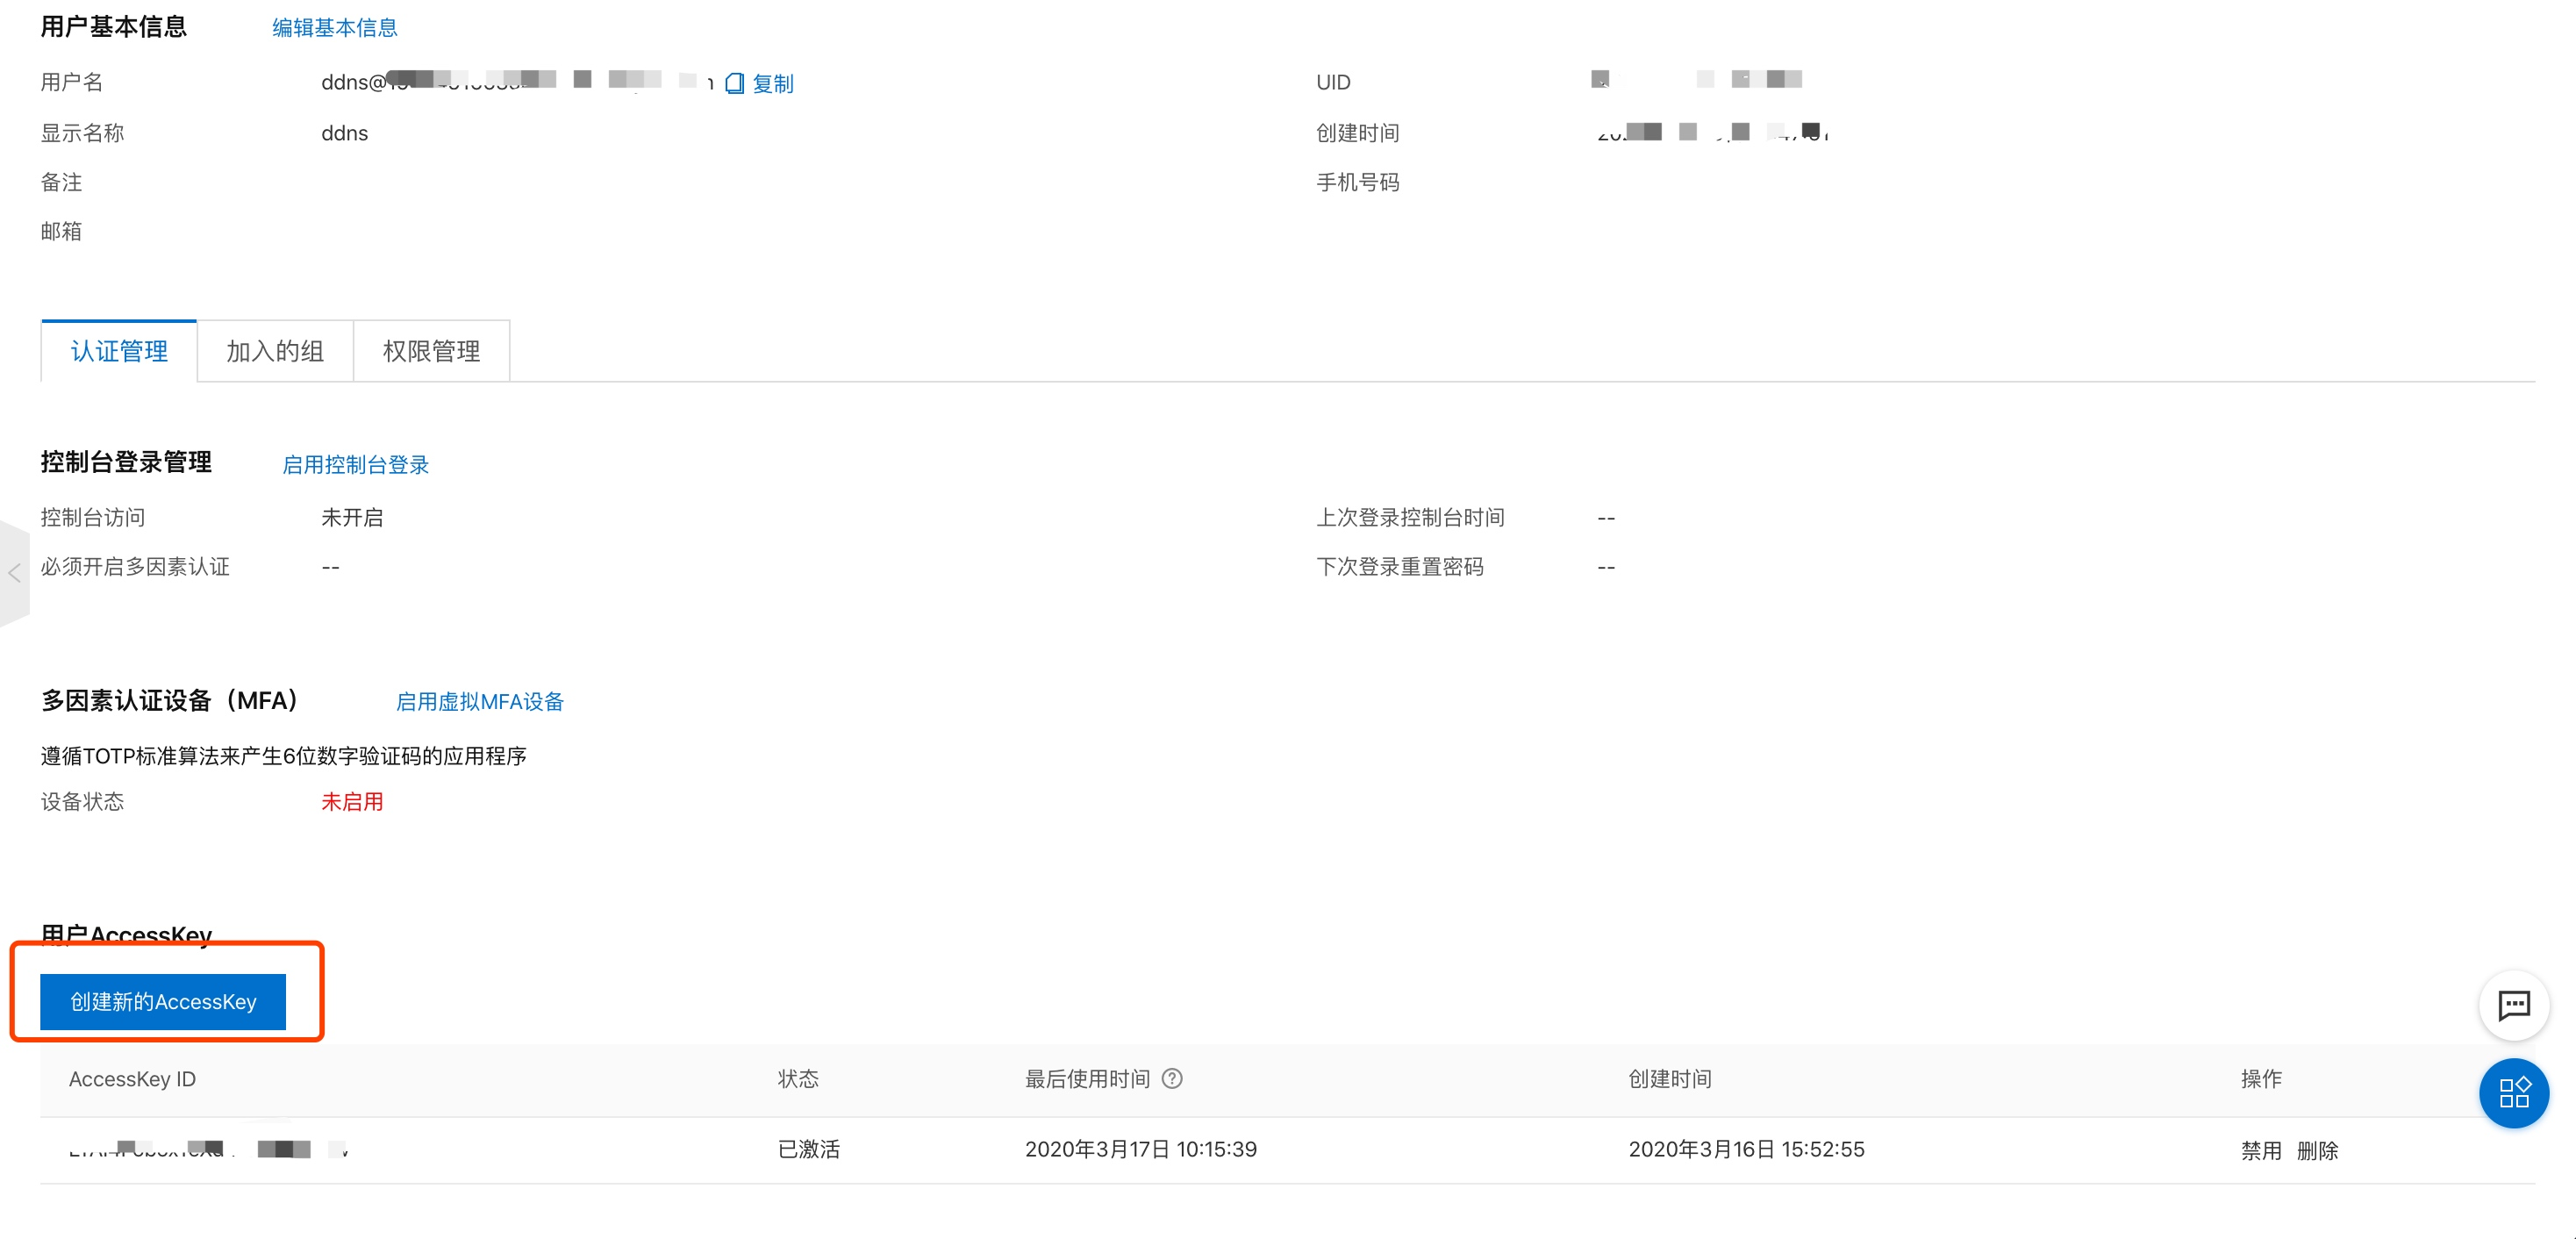 用户基本信息 编辑基本信息
用户名 ddns@ 复制 UID
显示名称 ddns 创建时间
备注 手机号码
邮箱
认证管理 加入的组 权限管理
控制台登录管理 启用控制台登录
控制台访问 未开启 上次登录控制台时间 --
必须开启多因素认证 -- 下次登录重置密码 --
多因素认证设备（MFA） 启用虚拟MFA设备
遵循TOTP标准算法来产生6位数字验证码的应用程序
设备状态 未启用
用户AccessKey
创建新的AccessKey
AccessKey ID 状态 最后使用时间 创建时间 操作
已激活 2020年3月17日 10:15:39 2020年3月16日 15:52:55 禁用 删除